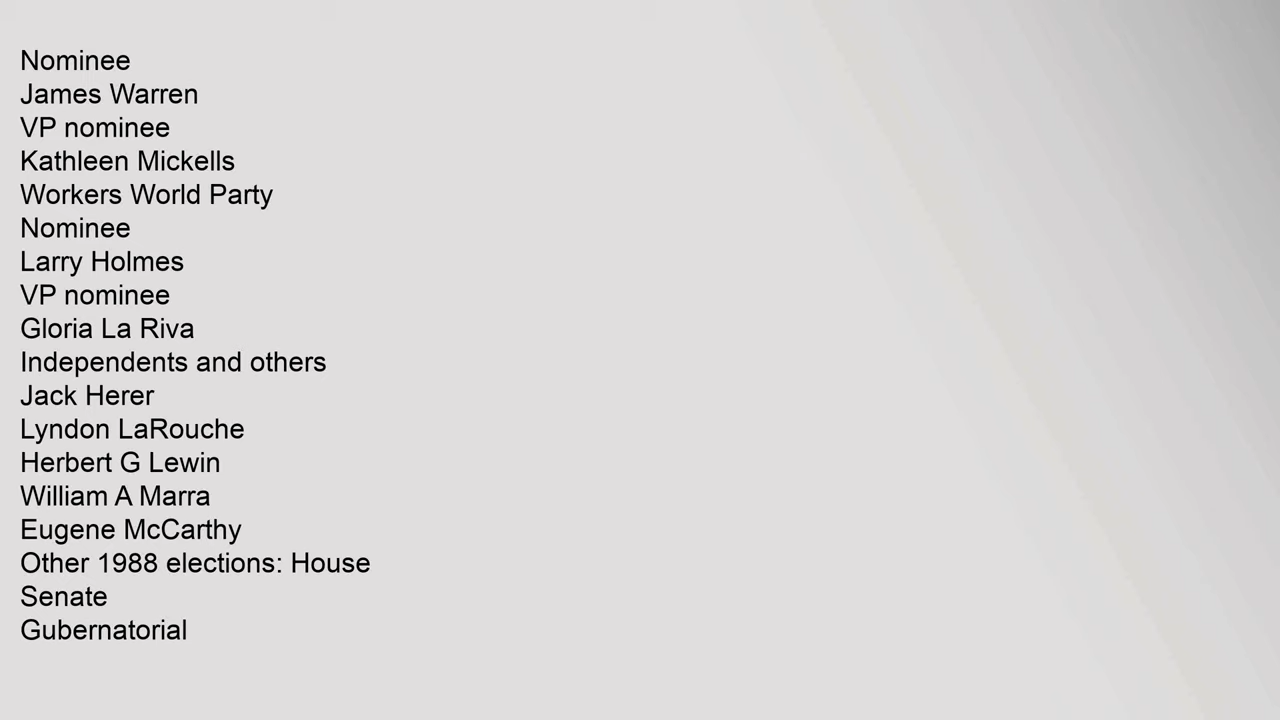 Nominee
James Warren
VP nominee
Kathleen Mickells
Workers World Party
Nominee
Larry Holmes
VP nominee
Gloria La Riva
Independents and others
Jack Herer
Lyndon LaRouche
Herbert G Lewin
William A Marra
Eugene McCarthy
Other 1988 elections: House
Senate
Gubernatorial